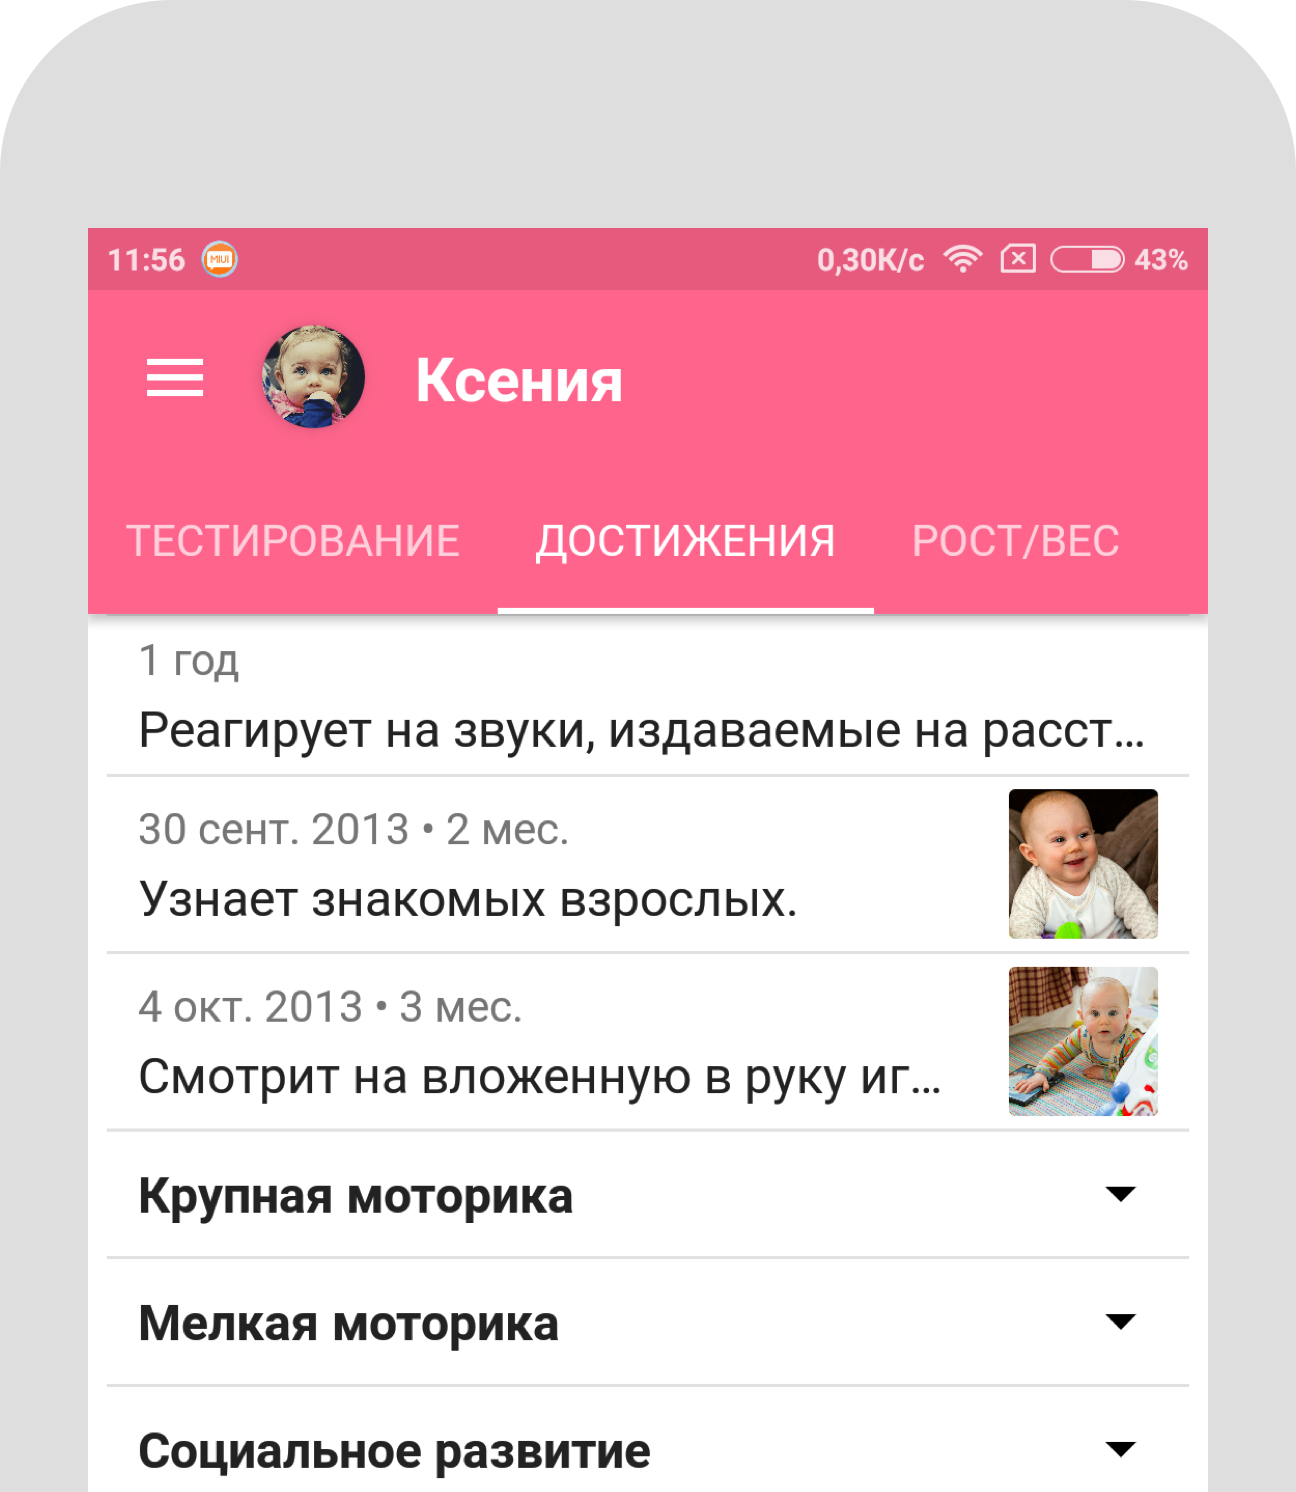 11:56 MIUI 0,30К/с 43%
Ксения
ТЕСТИРОВАНИЕ ДОСТИЖЕНИЯ РОСТ/ВЕС
1 год
Реагирует на звуки, издаваемые на расст...
30 сент. 2013 • 2 мес.
Узнает знакомых взрослых.
4 окт. 2013 • 3 мес.
Смотрит на вложенную в руку иг...
Крупная моторика
Мелкая моторика
Социальное развитие